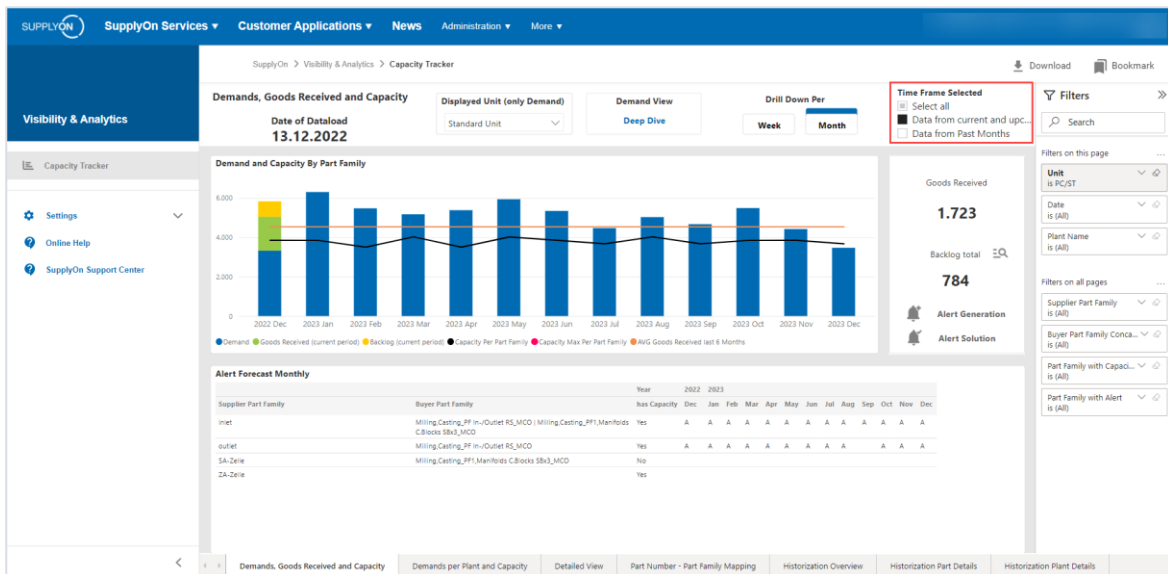 SUPPLYON SupplyOn Services ▾ Customer Applications ▾ News Administration ▾ More ▾
SupplyOn > Visibility & Analytics > Capacity Tracker
Download Bookmark
Visibility & Analytics
Capacity Tracker
Settings
Online Help
SupplyOn Support Center
Demands, Goods Received and Capacity
Date of Dataload
13.12.2022
Displayed Unit (only Demand)
Standard Unit
Demand View
Deep Dive
Drill Down Per
Week Month
Time Frame Selected
Select all
Data from current and upc...
Data from Past Months
Demand and Capacity By Part Family
6.000
4.000
2.000
0
2022 Dec 2023 Jan 2023 Feb 2023 Mar 2023 Apr 2023 May 2023 Jun 2023 Jul 2023 Aug 2023 Sep 2023 Oct 2023 Nov 2023 Dec
Demand Goods Received (current period) Backlog (current period) Capacity Per Part Family Capacity Max Per Part Family AVG Goods Received last 6 Months
Goods Received
1.723
Backlog total
784
Alert Generation
Alert Solution
Alert Forecast Monthly
Year 2022 2023
Supplier Part Family Buyer Part Family has Capacity Dec Jan Feb Mar Apr May Jun Jul Aug Sep Oct Nov Dec
Inlet Milling,Casting_PF In-/Outlet RS_MCO | Milling,Casting_PF1,Manifolds Yes A A A A A A A A A A A A A
C.Blocks SBx3_MCO
outlet Milling,Casting_PF In-/Outlet RS_MCO Yes A A A A A A A A A A A
SA-Zelle Milling,Casting_PF1,Manifolds C.Blocks SBx3_MCO No
ZA-Zelle Yes
Filters
Search
Filters on this page ...
Unit
is PC/ST
Date
is (All)
Plant Name
is (All)
Filters on all pages ...
Supplier Part Family
is (All)
Buyer Part Family Conca...
is (All)
Part Family with Capaci...
is (All)
Part Family with Alert
is (All)
Demands, Goods Received and Capacity Demands per Plant and Capacity Detailed View Part Number - Part Family Mapping Historization Overview Historization Part Details Historization Plant Details